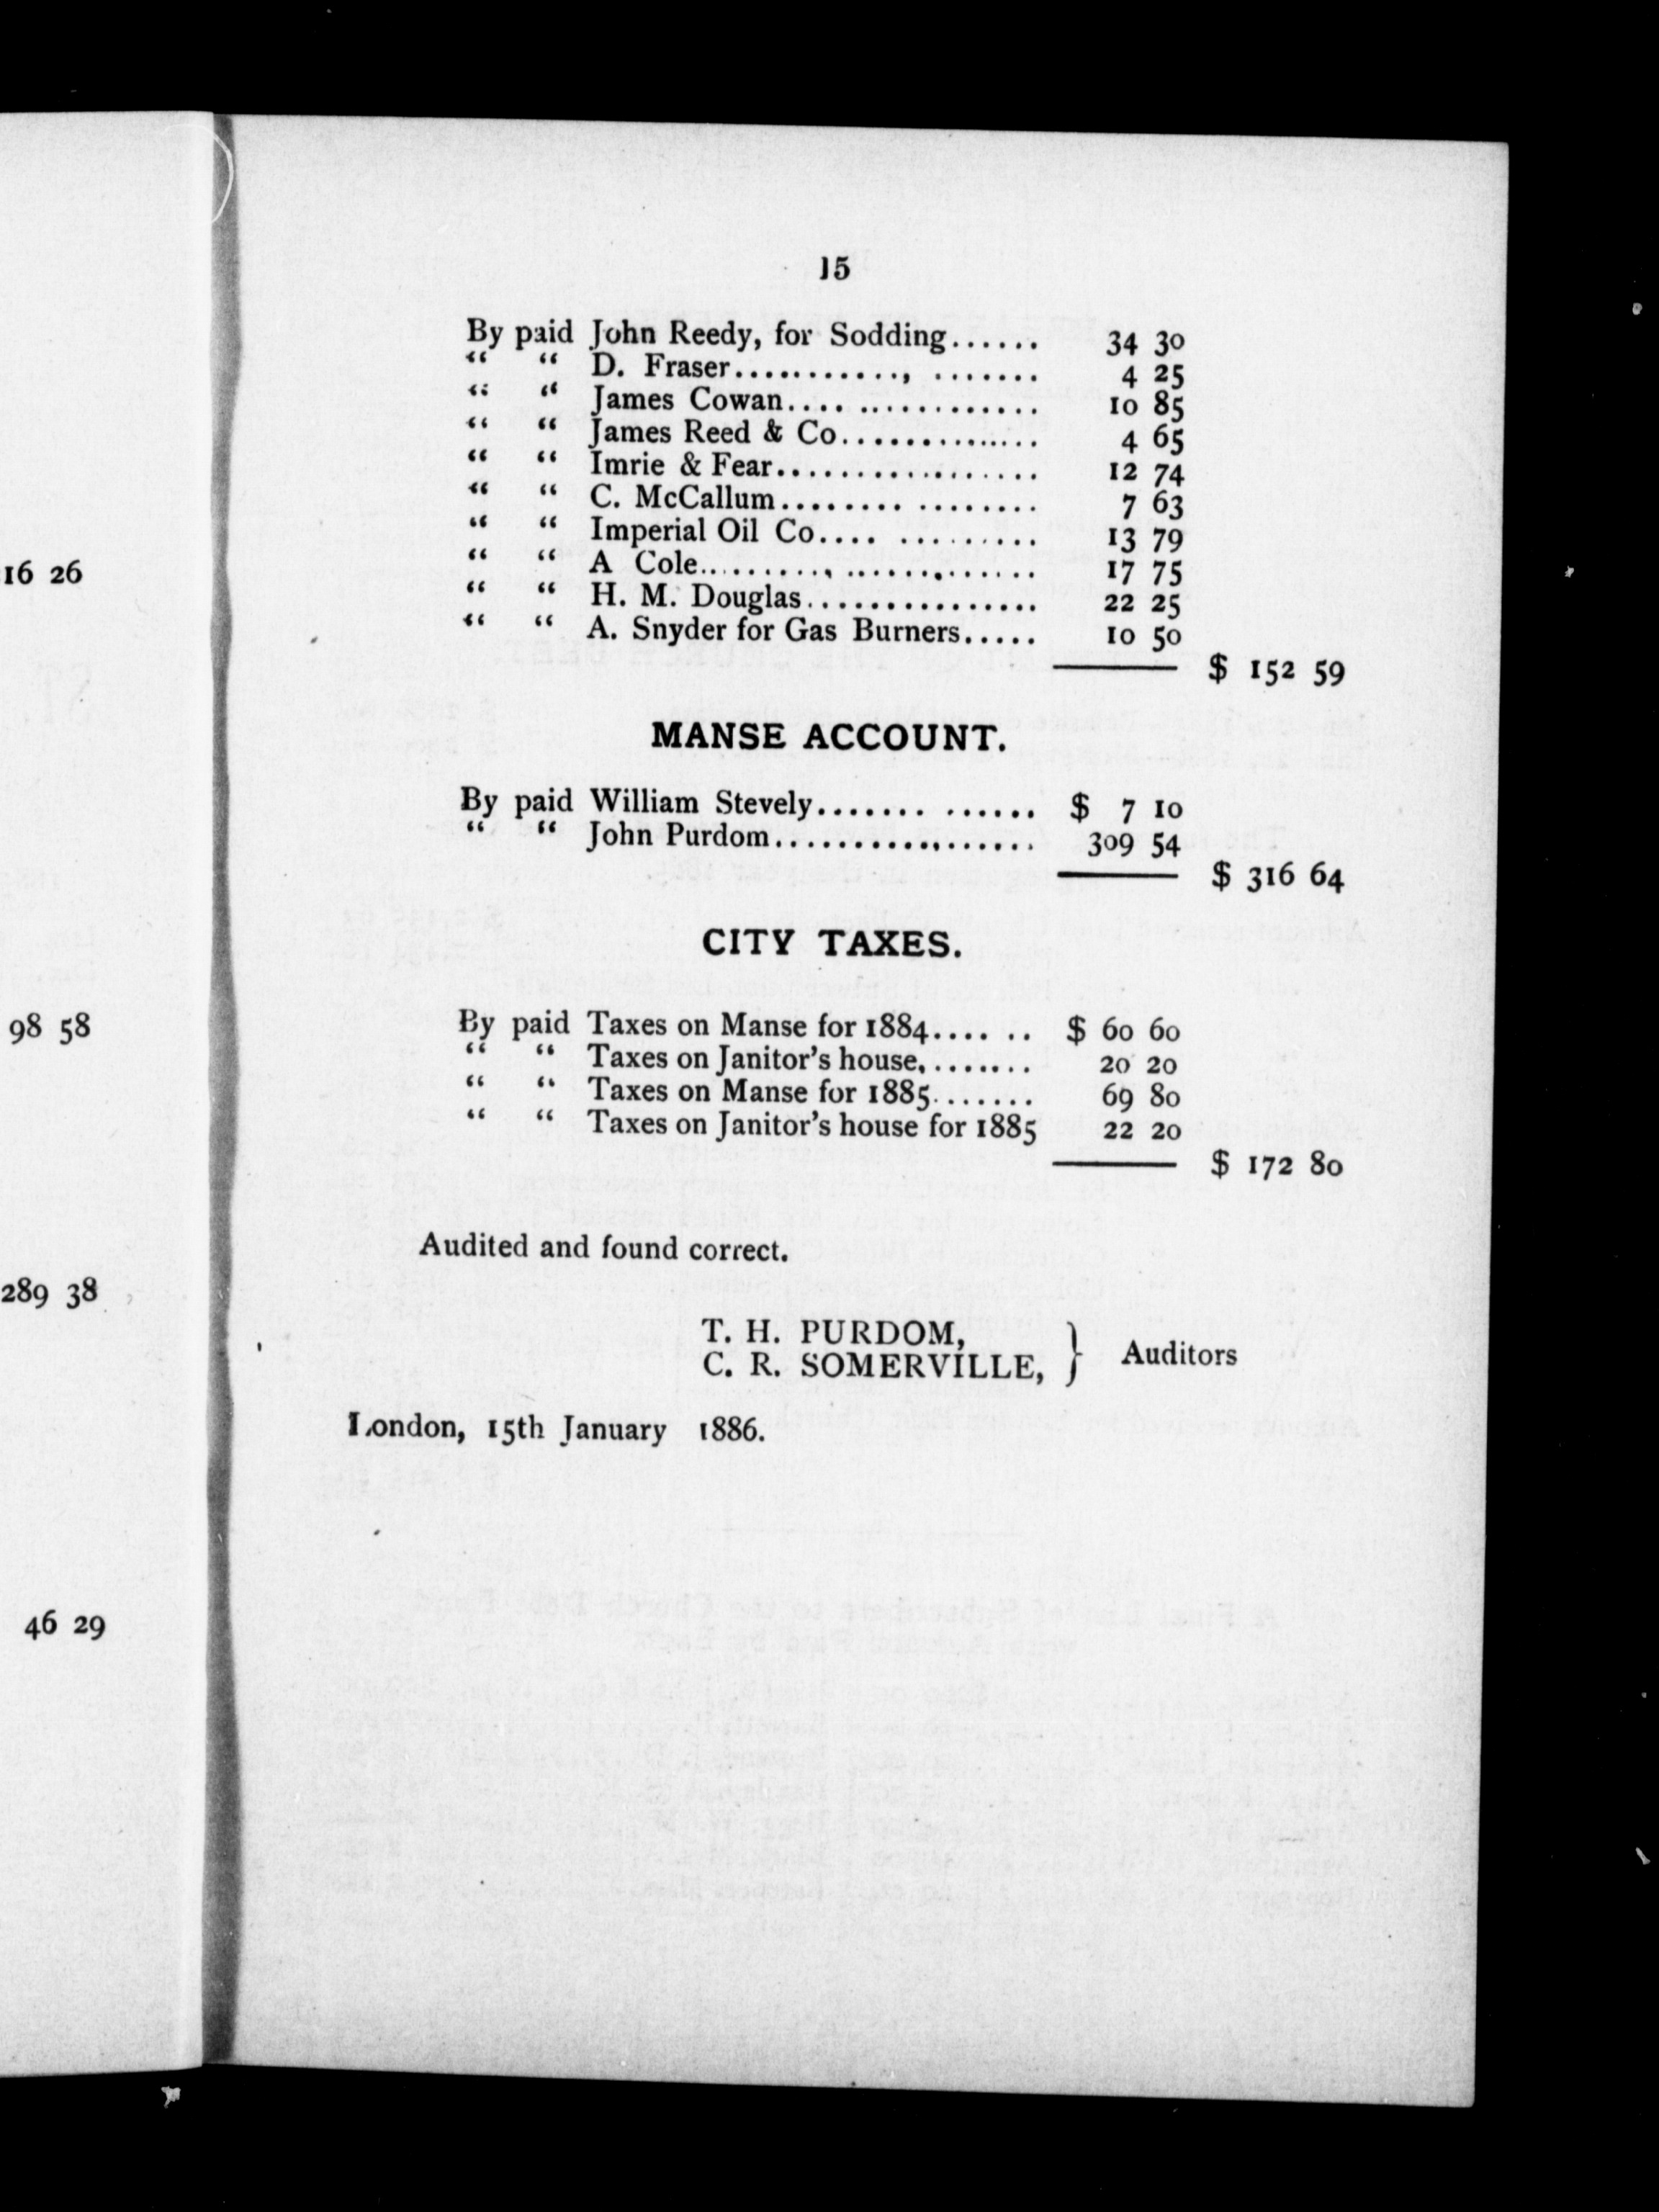 16 26
98 58
289 38
46 29
15
By paid John Reedy, for Sodding...... 34 30
“ “ D. Fraser..........., ....... 4 25
“ “ James Cowan.... ............ 10 85
“ “ James Reed & Co............. 4 65
“ “ Imrie & Fear................. 12 74
“ “ C. McCallum........ ........ 7 63
“ “ Imperial Oil Co.... ......... 13 79
“ “ A Cole........., ............ 17 75
“ “ H. M. Douglas............... 22 25
“ “ A. Snyder for Gas Burners..... 10 50
$ 152 59
MANSE ACCOUNT.
By paid William Stevely....... ...... $ 7 10
“ “ John Purdom................. 309 54
$ 316 64
CITY TAXES.
By paid Taxes on Manse for 1884.... .. $ 60 60
“ “ Taxes on Janitor’s house,....... 20 20
“ “ Taxes on Manse for 1885....... 69 80
“ “ Taxes on Janitor’s house for 1885 22 20
$ 172 80
Audited and found correct.
T. H. PURDOM,
C. R. SOMERVILLE, } Auditors
London, 15th January 1886.